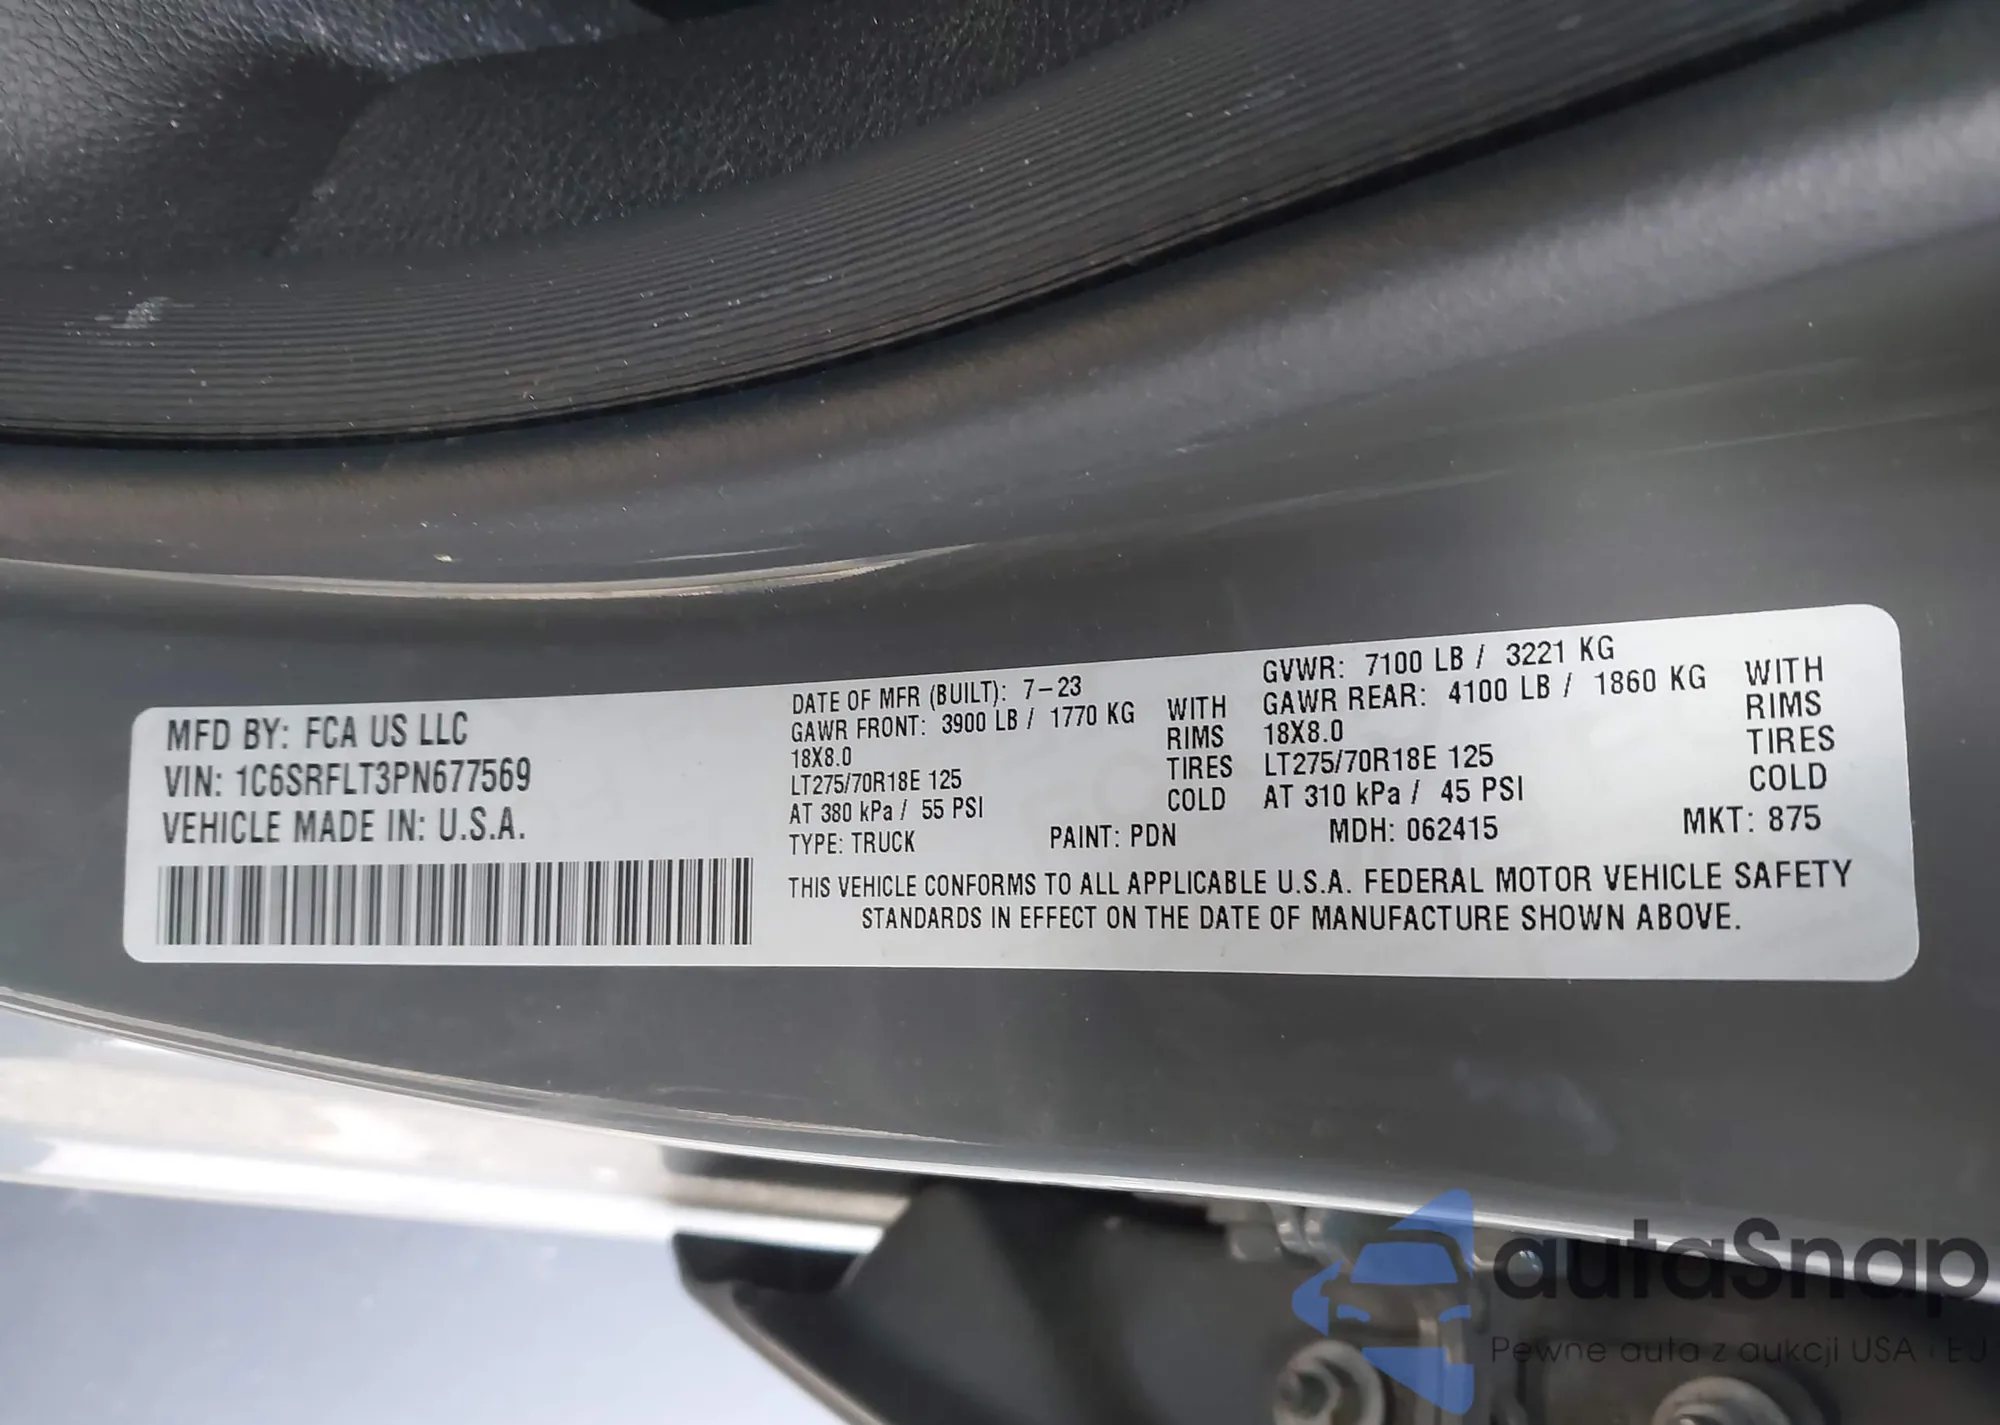 MFD BY: FCA US LLC
VIN: 1C6SRFLT3PN677569
VEHICLE MADE IN: U.S.A.
DATE OF MFR (BUILT): 7-23
GAWR FRONT: 3900 LB / 1770 KG WITH
18X8.0 RIMS
LT275/70R18E 125 TIRES
AT 380 kPa / 55 PSI COLD
GVWR: 7100 LB / 3221 KG
GAWR REAR: 4100 LB / 1860 KG WITH
18X8.0 RIMS
LT275/70R18E 125 TIRES
AT 310 kPa / 45 PSI COLD
TYPE: TRUCK PAINT: PDN MDH: 062415 MKT: 875
THIS VEHICLE CONFORMS TO ALL APPLICABLE U.S.A. FEDERAL MOTOR VEHICLE SAFETY
STANDARDS IN EFFECT ON THE DATE OF MANUFACTURE SHOWN ABOVE.
autaSnap
Pewne auta z aukcji USA i EU